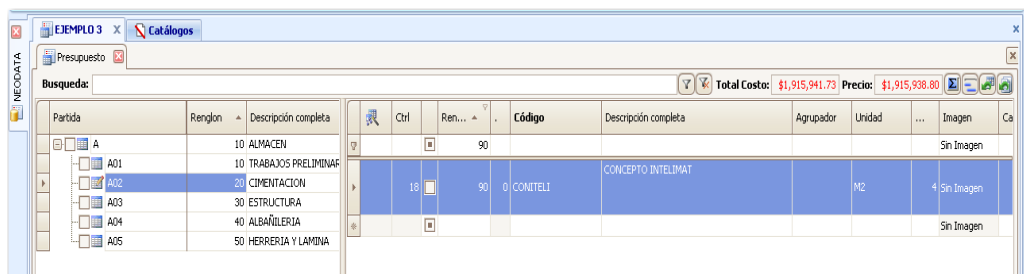 EJEMPLO 3 X Catálogos x
NEODATA
Presupuesto
Busqueda: Total Costo: $1,915,941.73 Precio: $1,915,938.80
Partida Renglon Descripción completa
A 10 ALMACEN
A01 10 TRABAJOS PRELIMINAR
A02 20 CIMENTACION
A03 30 ESTRUCTURA
A04 40 ALBAÑILERIA
A05 50 HERRERIA Y LAMINA
Ctrl Ren... . Código Descripción completa Agrupador Unidad ... Imagen Ca
90 Sin Imagen
18 90 0 CONITELI CONCEPTO INTELIMAT M2 4 Sin Imagen
Sin Imagen